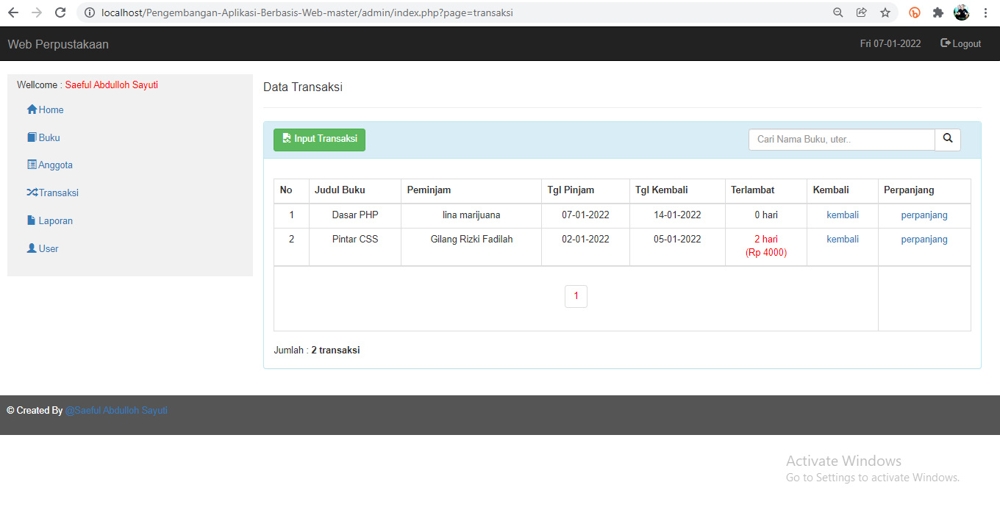 localhost/Pengembangan-Aplikasi-Berbasis-Web-master/admin/index.php?page=transaksi
Web Perpustakaan
Fri 07-01-2022 Logout
Wellcome : Saeful Abdulloh Sayuti
Home
Buku
Anggota
Transaksi
Laporan
User
Data Transaksi
Input Transaksi
Cari Nama Buku, uter..
No Judul Buku Peminjam Tgl Pinjam Tgl Kembali Terlambat Kembali Perpanjang
1 Dasar PHP lina marijuana 07-01-2022 14-01-2022 0 hari kembali perpanjang
2 Pintar CSS Gilang Rizki Fadilah 02-01-2022 05-01-2022 2 hari kembali perpanjang
(Rp 4000)
1
Jumlah : 2 transaksi
© Created By @Saeful Abdulloh Sayuti
Activate Windows
Go to Settings to activate Windows.